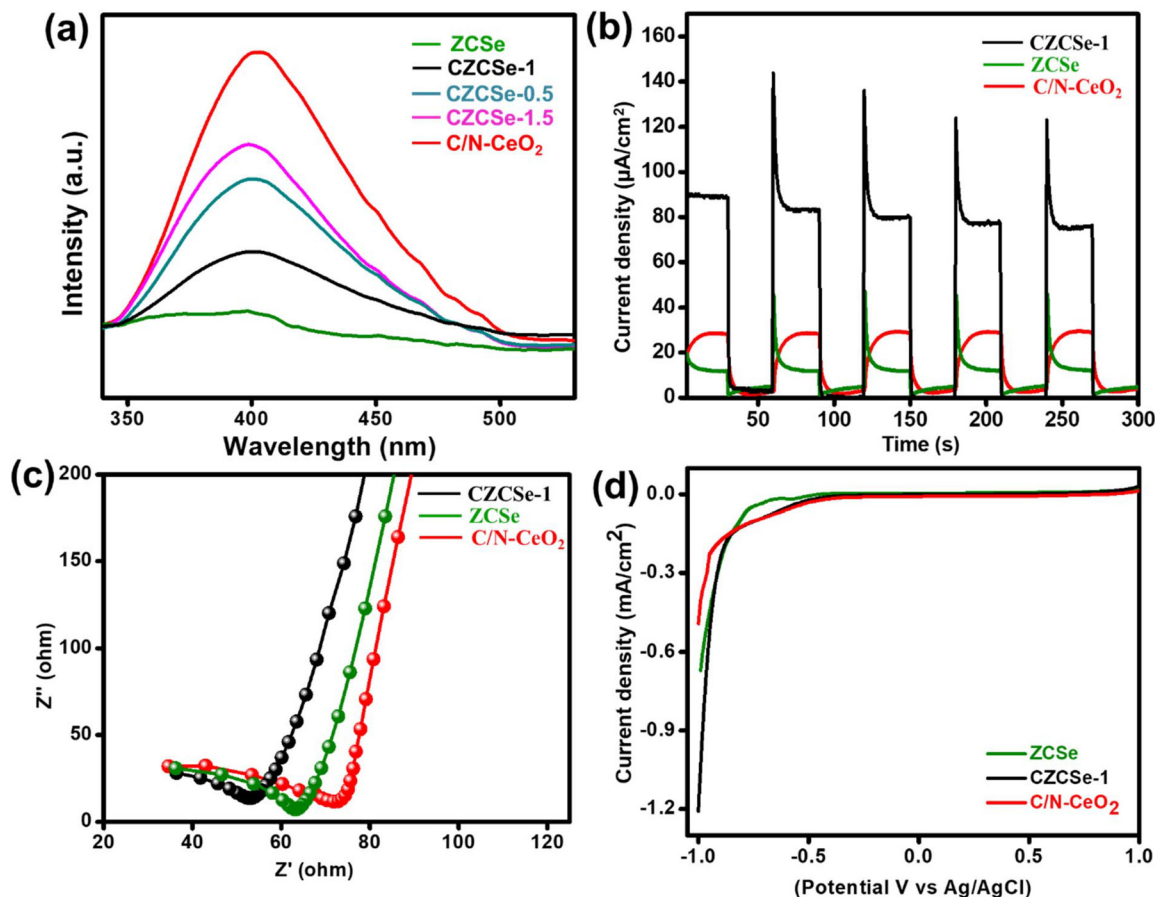 (a)
ZCSe
CZCSe-1
CZCSe-0.5
CZCSe-1.5
C/N-CeO₂
Intensity (a.u.)
350 400 450 500
Wavelength (nm)
(b)
CZCSe-1
ZCSe
C/N-CeO₂
Current density (µA/cm²)
160
140
120
100
80
60
40
20
0
50 100 150 200 250 300
Time (s)
(c)
CZCSe-1
ZCSe
C/N-CeO₂
Z'' (ohm)
200
150
100
50
0
20 40 60 80 100 120
Z' (ohm)
(d)
Current density (mA/cm²)
0.0
-0.3
-0.6
-0.9
-1.2
ZCSe
CZCSe-1
C/N-CeO₂
-1.0 -0.5 0.0 0.5 1.0
(Potential V vs Ag/AgCl)